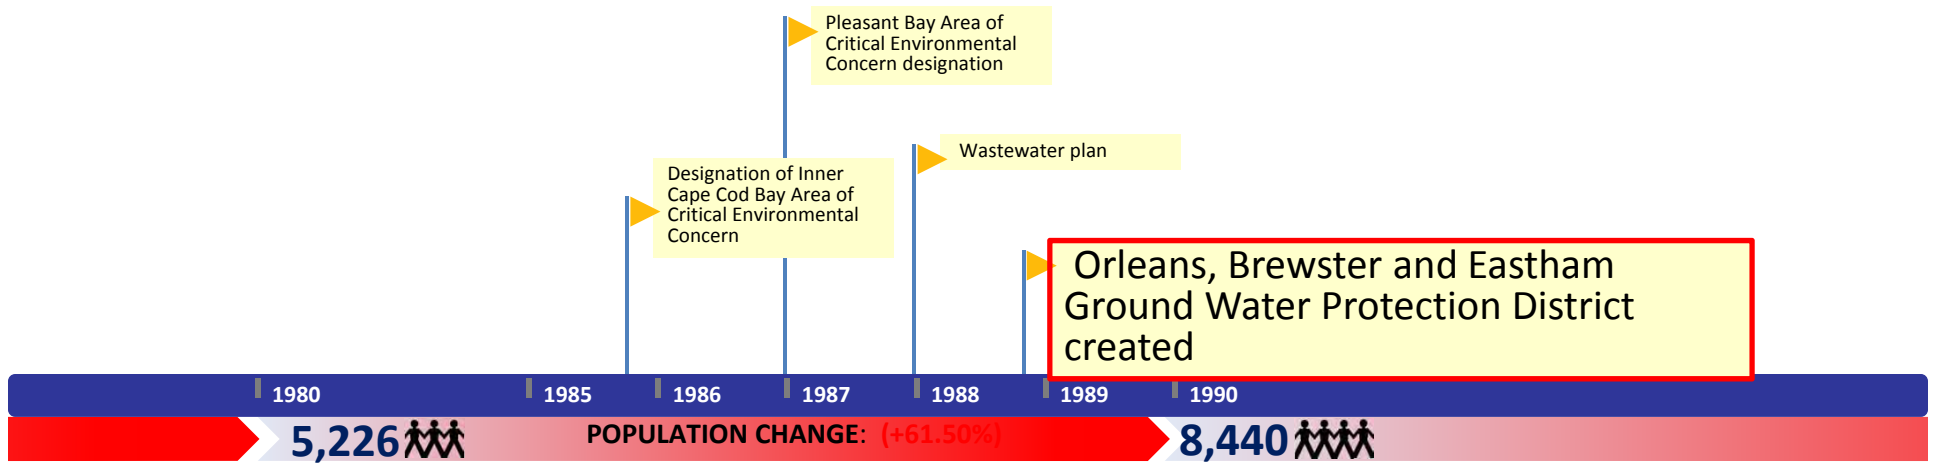 Pleasant Bay Area of
Critical Environmental
Concern designation
Wastewater plan
Designation of Inner
Cape Cod Bay Area of
Critical Environmental
Concern
Orleans, Brewster and Eastham
Ground Water Protection District
created
1980 1985 1986 1987 1988 1989 1990
5,226 POPULATION CHANGE: (+61.50%) 8,440